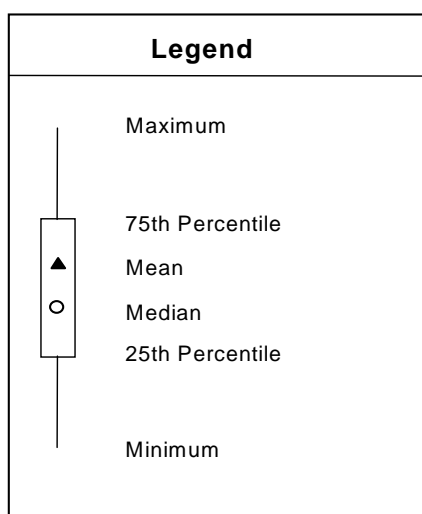 Legend
Maximum
75th Percentile
Mean
Median
25th Percentile
Minimum